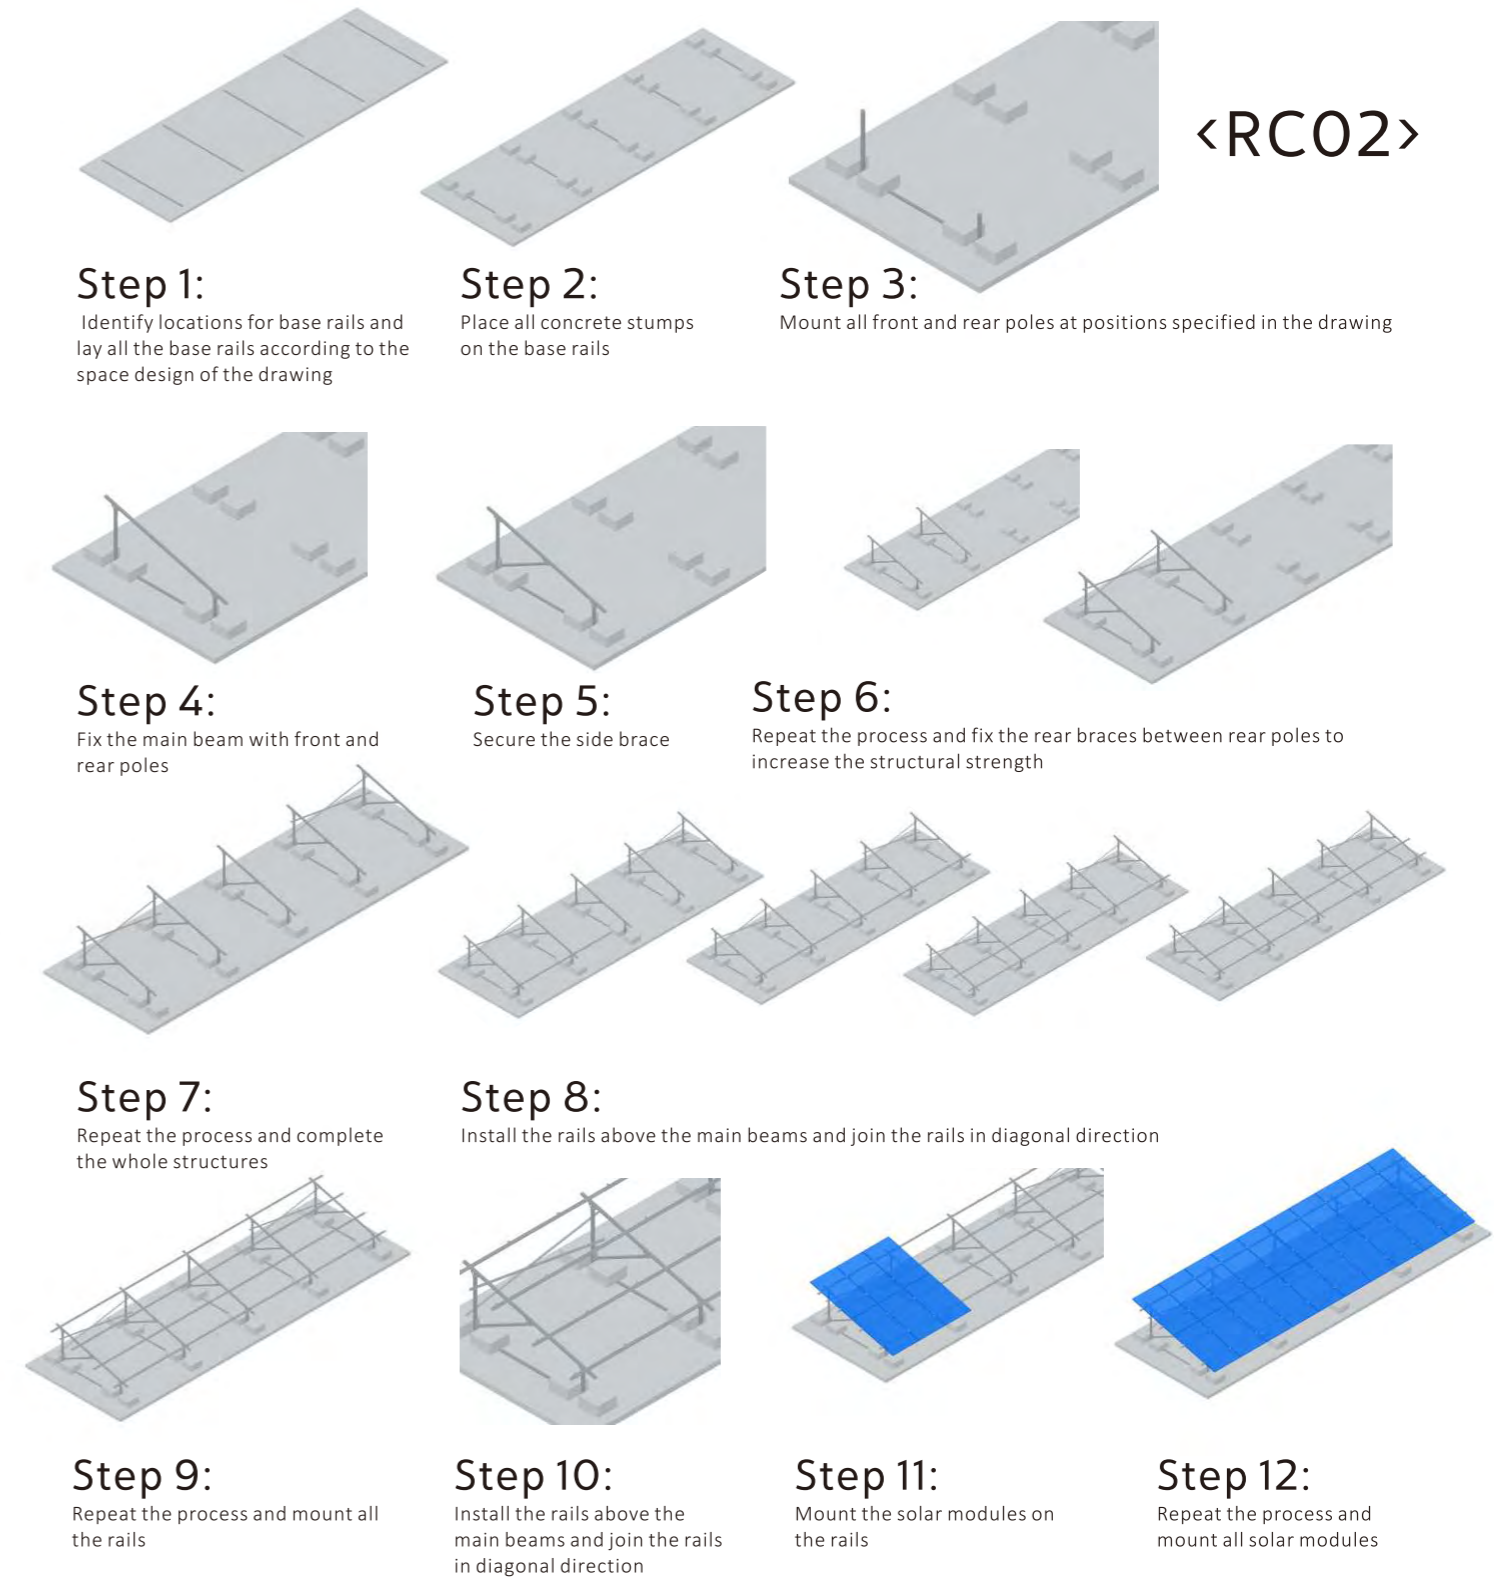 <RC02>
Step 1:
Identify locations for base rails and
lay all the base rails according to the
space design of the drawing
Step 2:
Place all concrete stumps
on the base rails
Step 3:
Mount all front and rear poles at positions specified in the drawing
Step 4:
Fix the main beam with front and
rear poles
Step 5:
Secure the side brace
Step 6:
Repeat the process and fix the rear braces between rear poles to
increase the structural strength
Step 7:
Repeat the process and complete
the whole structures
Step 8:
Install the rails above the main beams and join the rails in diagonal direction
Step 9:
Repeat the process and mount all
the rails
Step 10:
Install the rails above the
main beams and join the rails
in diagonal direction
Step 11:
Mount the solar modules on
the rails
Step 12:
Repeat the process and
mount all solar modules